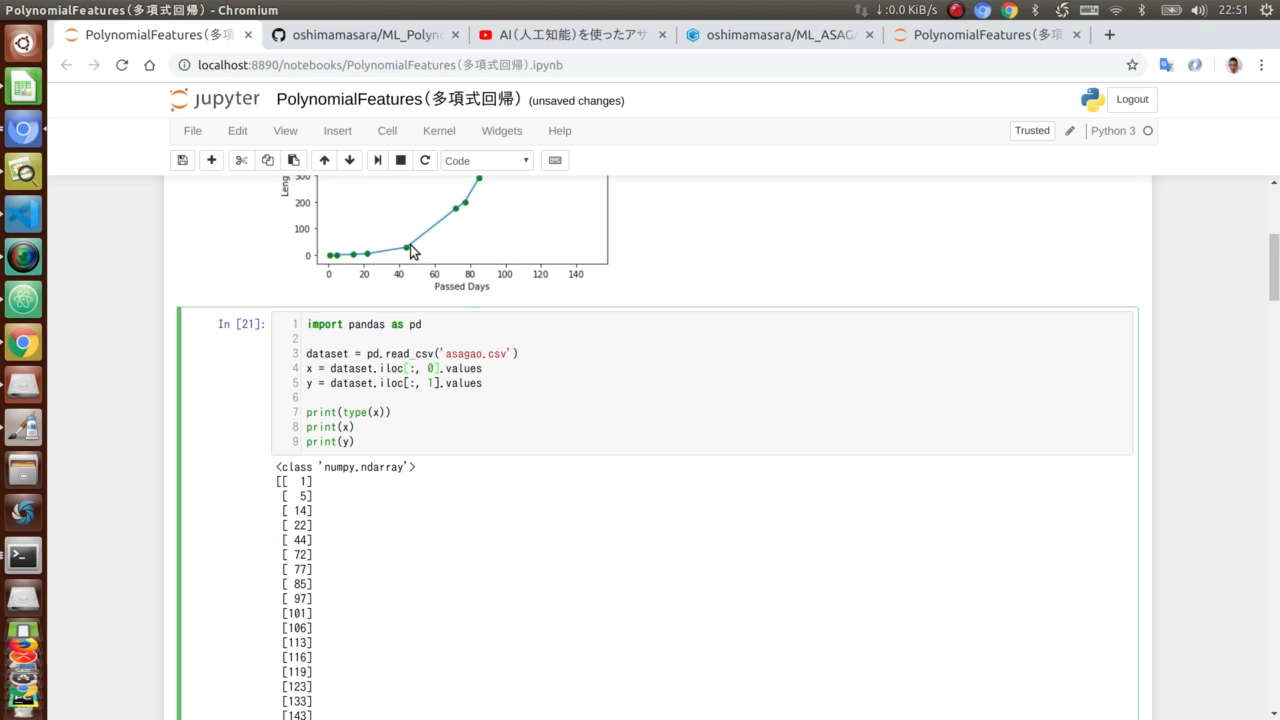 PolynomialFeatures(多項式回帰) - Chromium
↓:0.0 KiB/s
22:51
PolynomialFeatures(多項
oshimamasara/ML_Polyno
AI(人工知能)を使ったアサ
oshimamasara/ML_ASAGA
PolynomialFeatures(多項
localhost:8890/notebooks/PolynomialFeatures(多項式回帰).ipynb
jupyter
PolynomialFeatures(多項式回帰)
(unsaved changes)
Logout
File
Edit
View
Insert
Cell
Kernel
Widgets
Help
Trusted
Python 3
Code
Leng
300
200
100
0
0 20 40 60 80 100 120 140
Passed Days
In [21]:
1 import pandas as pd
2
3 dataset = pd.read_csv('asagao.csv')
4 x = dataset.iloc[:, 0].values
5 y = dataset.iloc[:, 1].values
6
7 print(type(x))
8 print(x)
9 print(y)
<class 'numpy.ndarray'>
[[ 1]
[ 5]
[ 14]
[ 22]
[ 44]
[ 72]
[ 77]
[ 85]
[ 97]
[101]
[106]
[113]
[116]
[119]
[123]
[133]
[143]